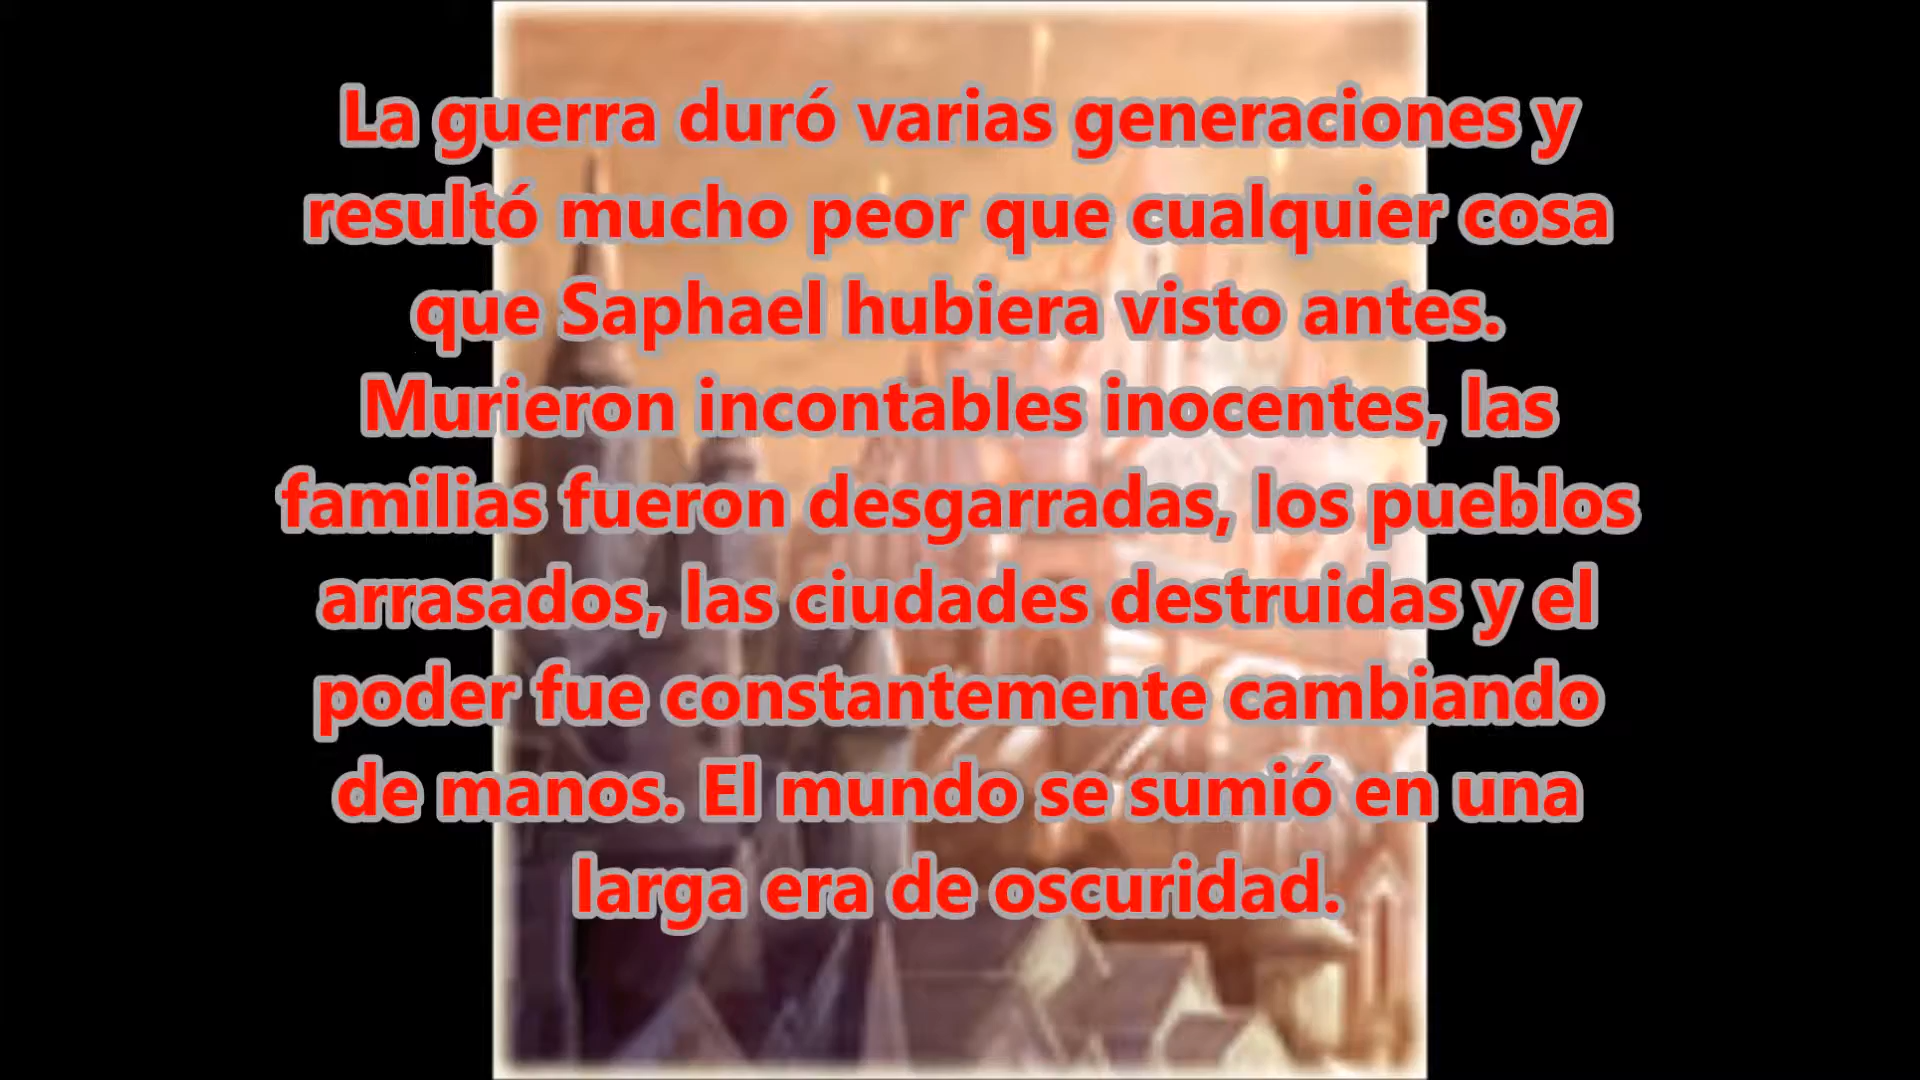 La guerra duró varias generaciones y
resultó mucho peor que cualquier cosa
que Saphael hubiera visto antes.
Murieron incontables inocentes, las
familias fueron desgarradas, los pueblos
arrasados, las ciudades destruidas y el
poder fue constantemente cambiando
de manos. El mundo se sumió en una
larga era de oscuridad.